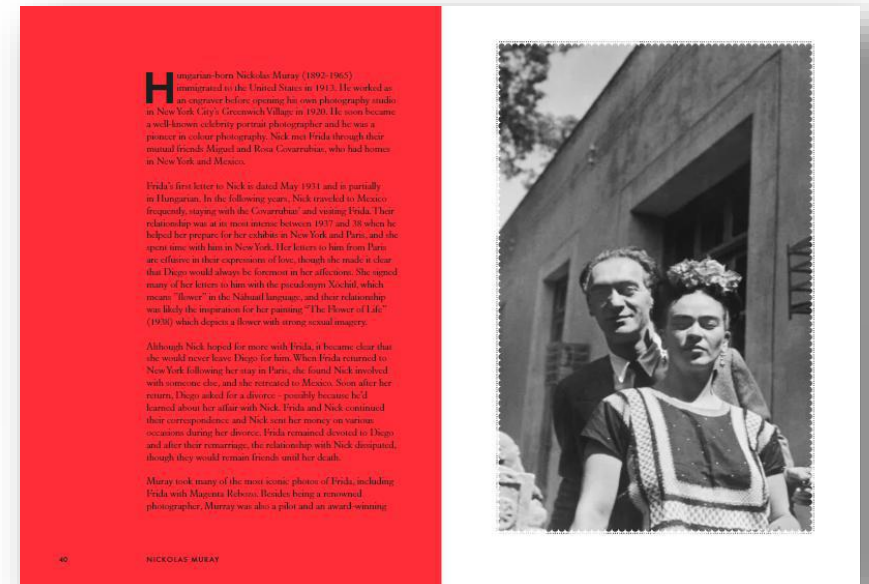 Hungarian-born Nickolas Muray (1892-1965)
immigrated to the United States in 1913. He worked as
an engraver before opening his own photography studio
in New York City's Greenwich Village in 1920. He soon became
a well-known celebrity portrait photographer and he was a
pioneer in colour photography. Nick met Frida through their
mutual friends Miguel and Rosa Covarrubias, who had homes
in New York and Mexico.
Frida's first letter to Nick is dated May 1931 and is partially
in Hungarian. In the following years, Nick traveled to Mexico
frequently, staying with the Covarrubias' and visiting Frida. Their
relationship was at its most intense between 1937 and 38 when he
helped her prepare for her exhibits in New York and Paris, and she
spent time with him in New York. Her letters to him from Paris
are effusive in their expressions of love, though she made it clear
that Diego would always be foremost in her affections. She signed
many of her letters to him with the pseudonym Xóchitl, which
means "flower" in the Náhuatl language, and their relationship
was likely the inspiration for her painting "The Flower of Life"
(1938) which depicts a flower with strong sexual imagery.
Although Nick hoped for more with Frida, it became clear that
she would never leave Diego for him. When Frida returned to
New York following her stay in Paris, she found Nick involved
with someone else, and she retreated to Mexico. Soon after her
return, Diego asked for a divorce – possibly because he'd
learned about her affair with Nick. Frida and Nick continued
their correspondence and Nick sent her money on various
occasions during her divorce. Frida remained devoted to Diego
and after their remarriage, the relationship with Nick dissipated,
though they would remain friends until her death.
Muray took many of the most iconic photos of Frida, including
Frida with Magenta Rebozo. Besides being a renowned
photographer, Murray was also a pilot and an award-winning
40 NICKOLAS MURAY